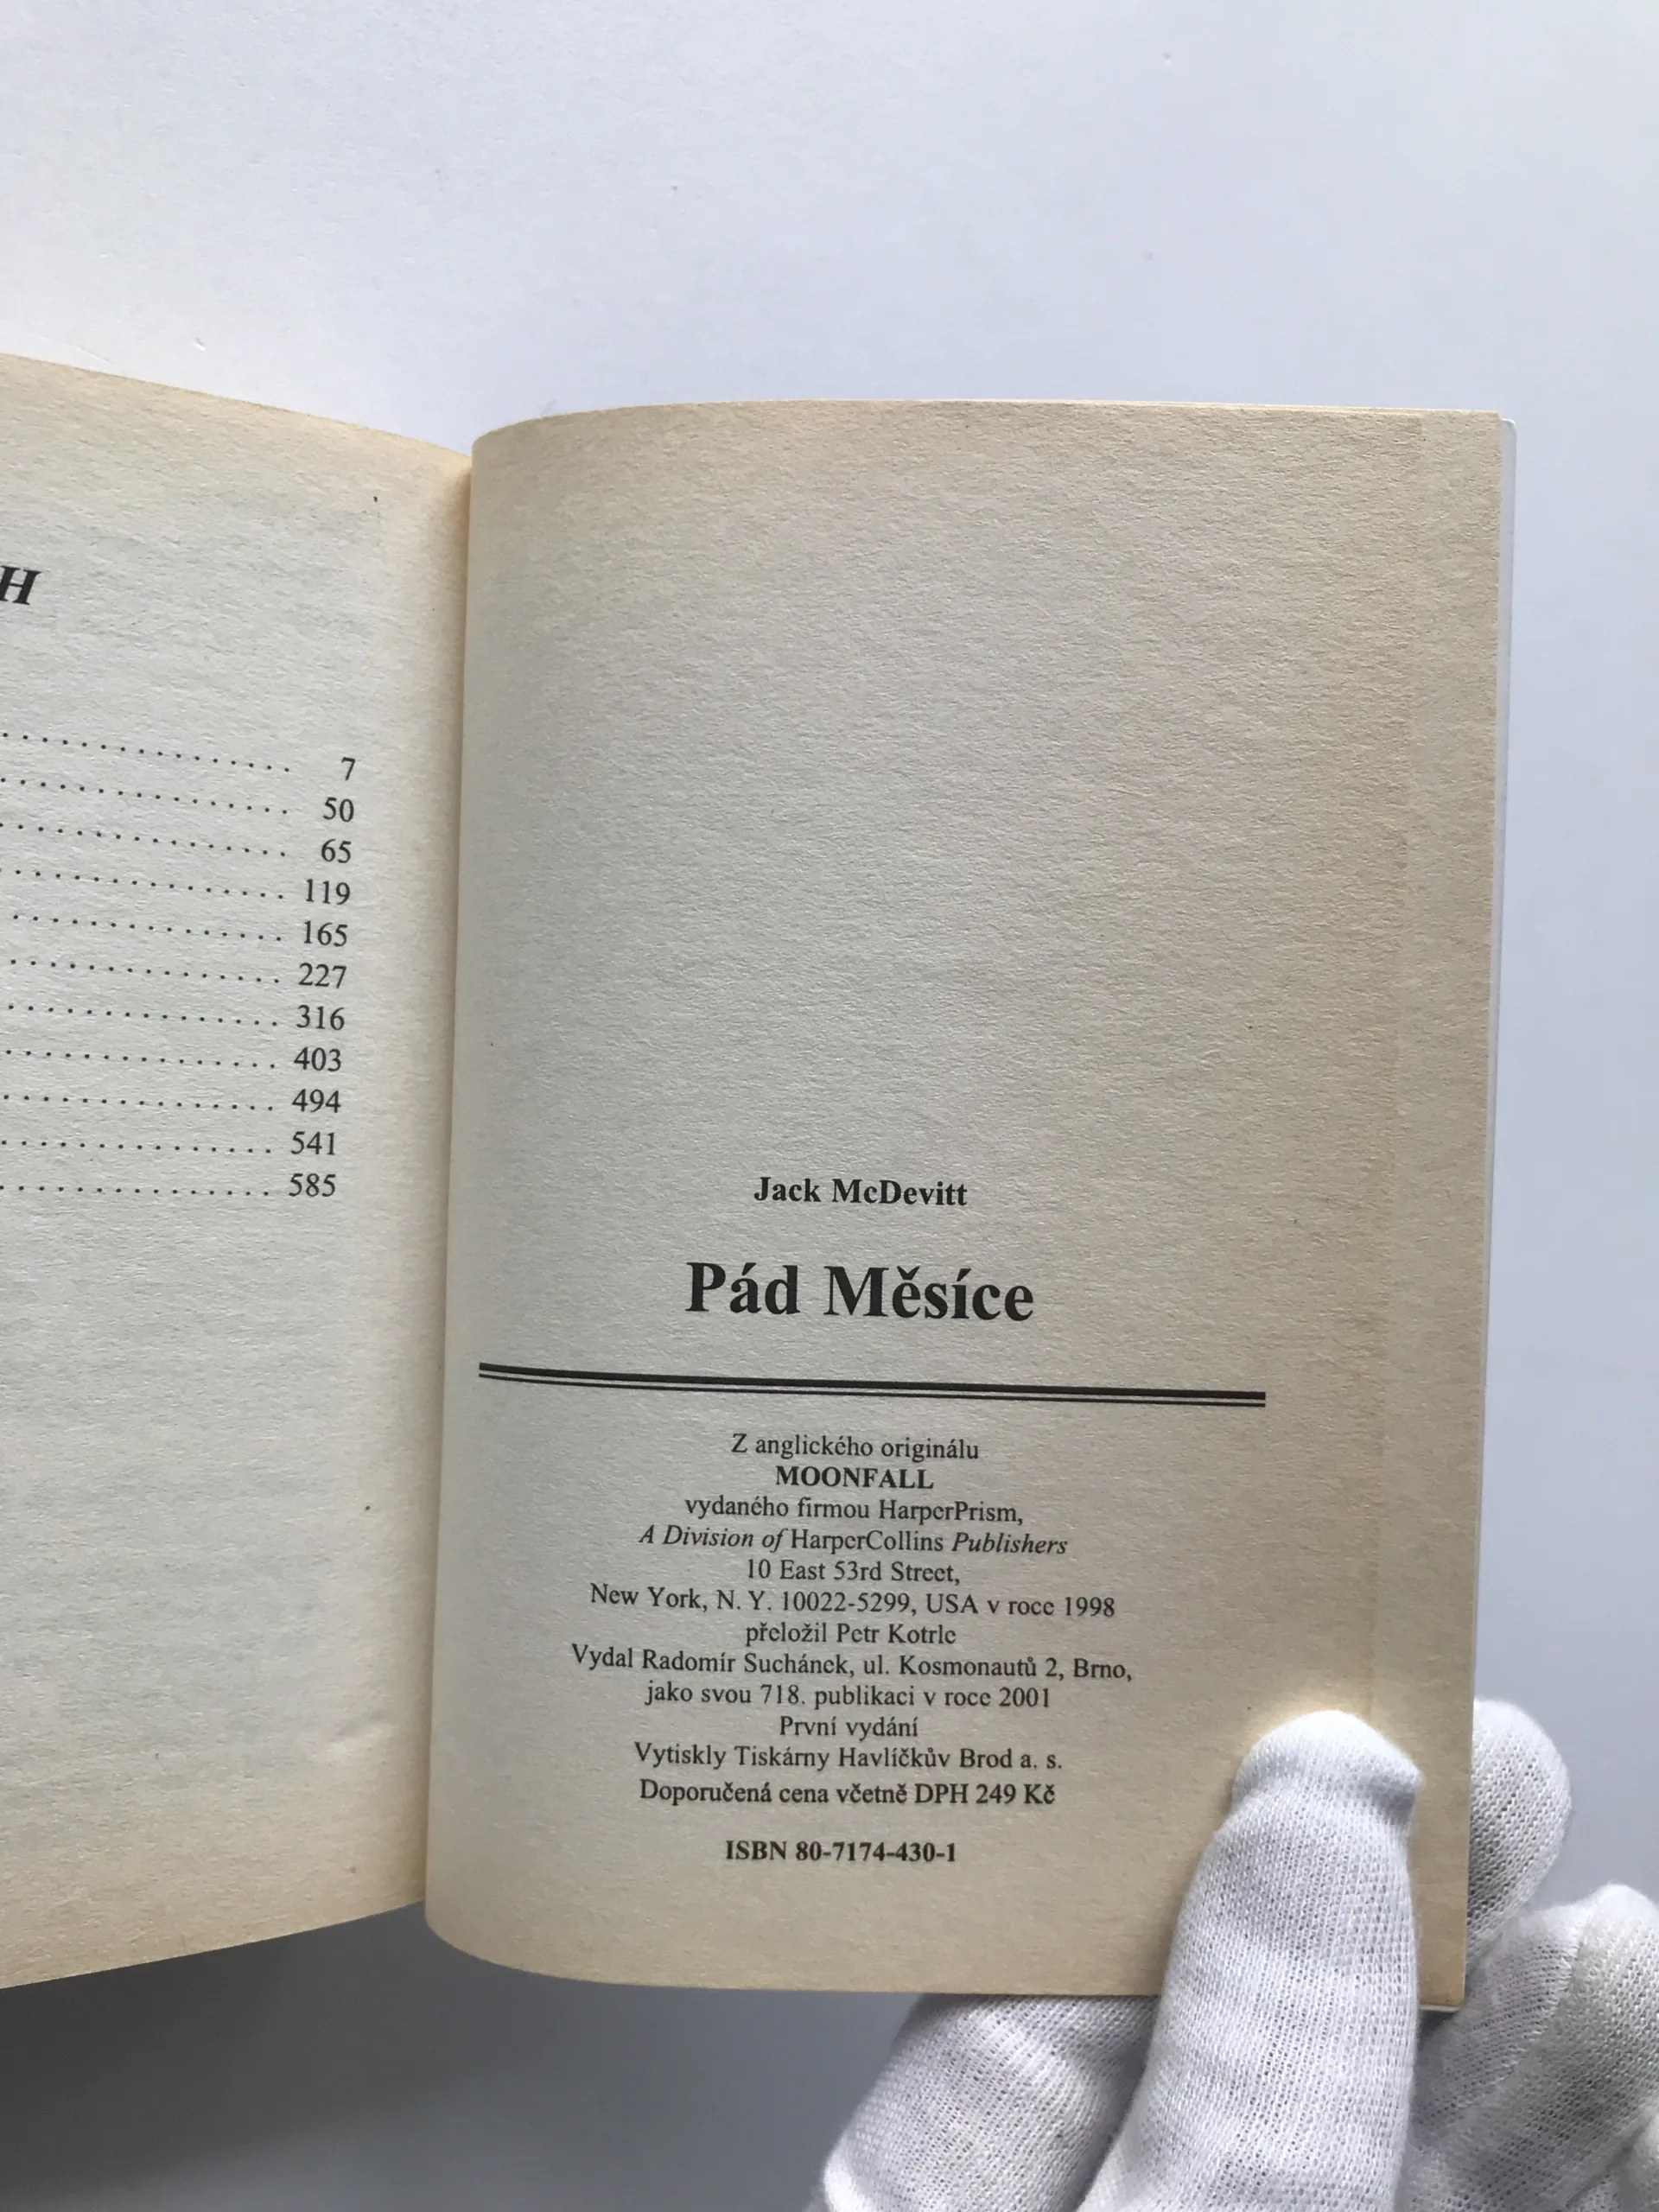 H
7
50
65
119
165
227
316
403
494
541
585
Jack McDevitt
Pád Měsíce
Z anglického originálu
MOONFALL
vydaného firmou HarperPrism,
A Division of HarperCollins Publishers
10 East 53rd Street,
New York, N. Y. 10022-5299, USA v roce 1998
přeložil Petr Kotrle
Vydal Radomír Suchánek, ul. Kosmonautů 2, Brno,
jako svou 718. publikaci v roce 2001
První vydání
Vytiskly Tiskárny Havlíčkův Brod a. s.
Doporučená cena včetně DPH 249 Kč
ISBN 80-7174-430-1